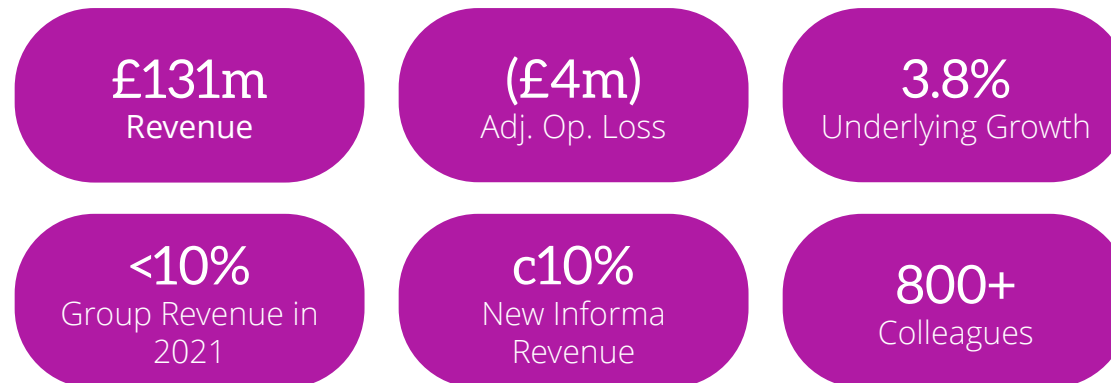 £131m
Revenue
(£4m)
Adj. Op. Loss
3.8%
Underlying Growth
<10%
Group Revenue in
2021
c10%
New Informa
Revenue
800+
Colleagues